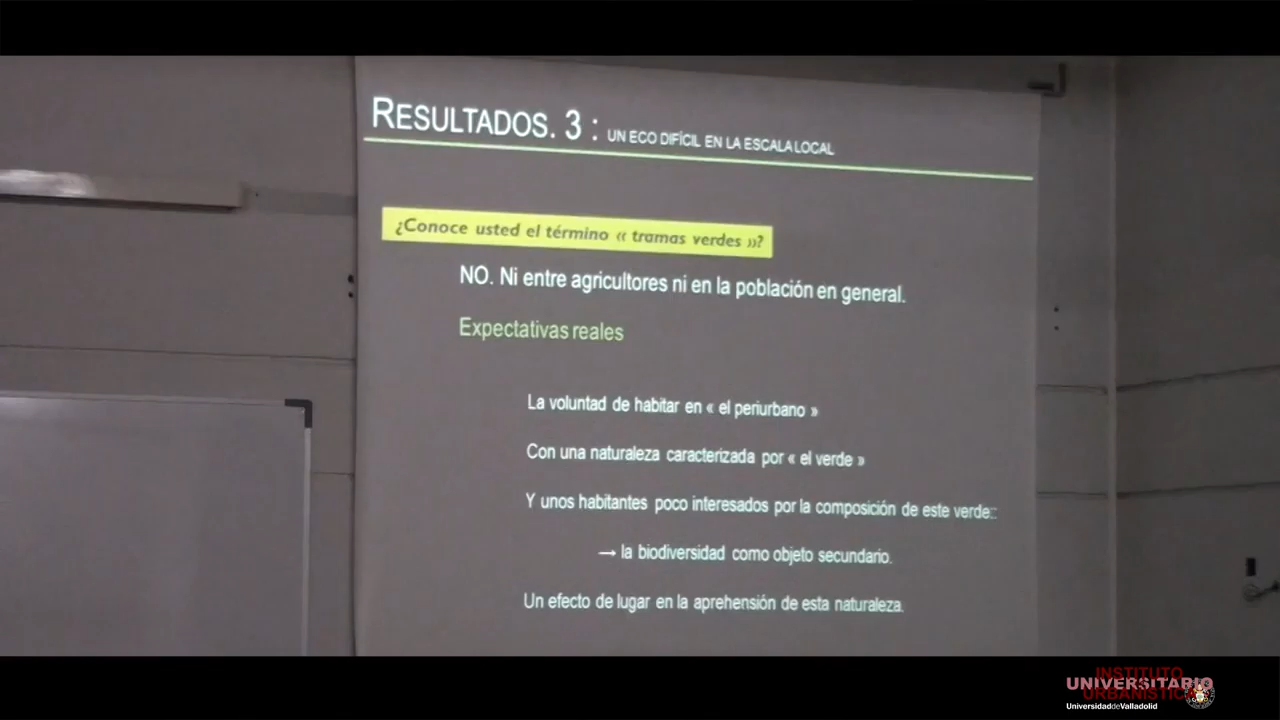 RESULTADOS. 3 : UN ECO DIFÍCIL EN LA ESCALA LOCAL
¿Conoce usted el término « tramas verdes »?
NO. Ni entre agricultores ni en la población en general.
Expectativas reales
La voluntad de habitar en « el periurbano »
Con una naturaleza caracterizada por « el verde »
Y unos habitantes poco interesados por la composición de este verde::
→ la biodiversidad como objeto secundario.
Un efecto de lugar en la aprehensión de esta naturaleza.
INSTITUTO
UNIVERSITARIO
URBANÍSTICA
UniversidaddeValladolid